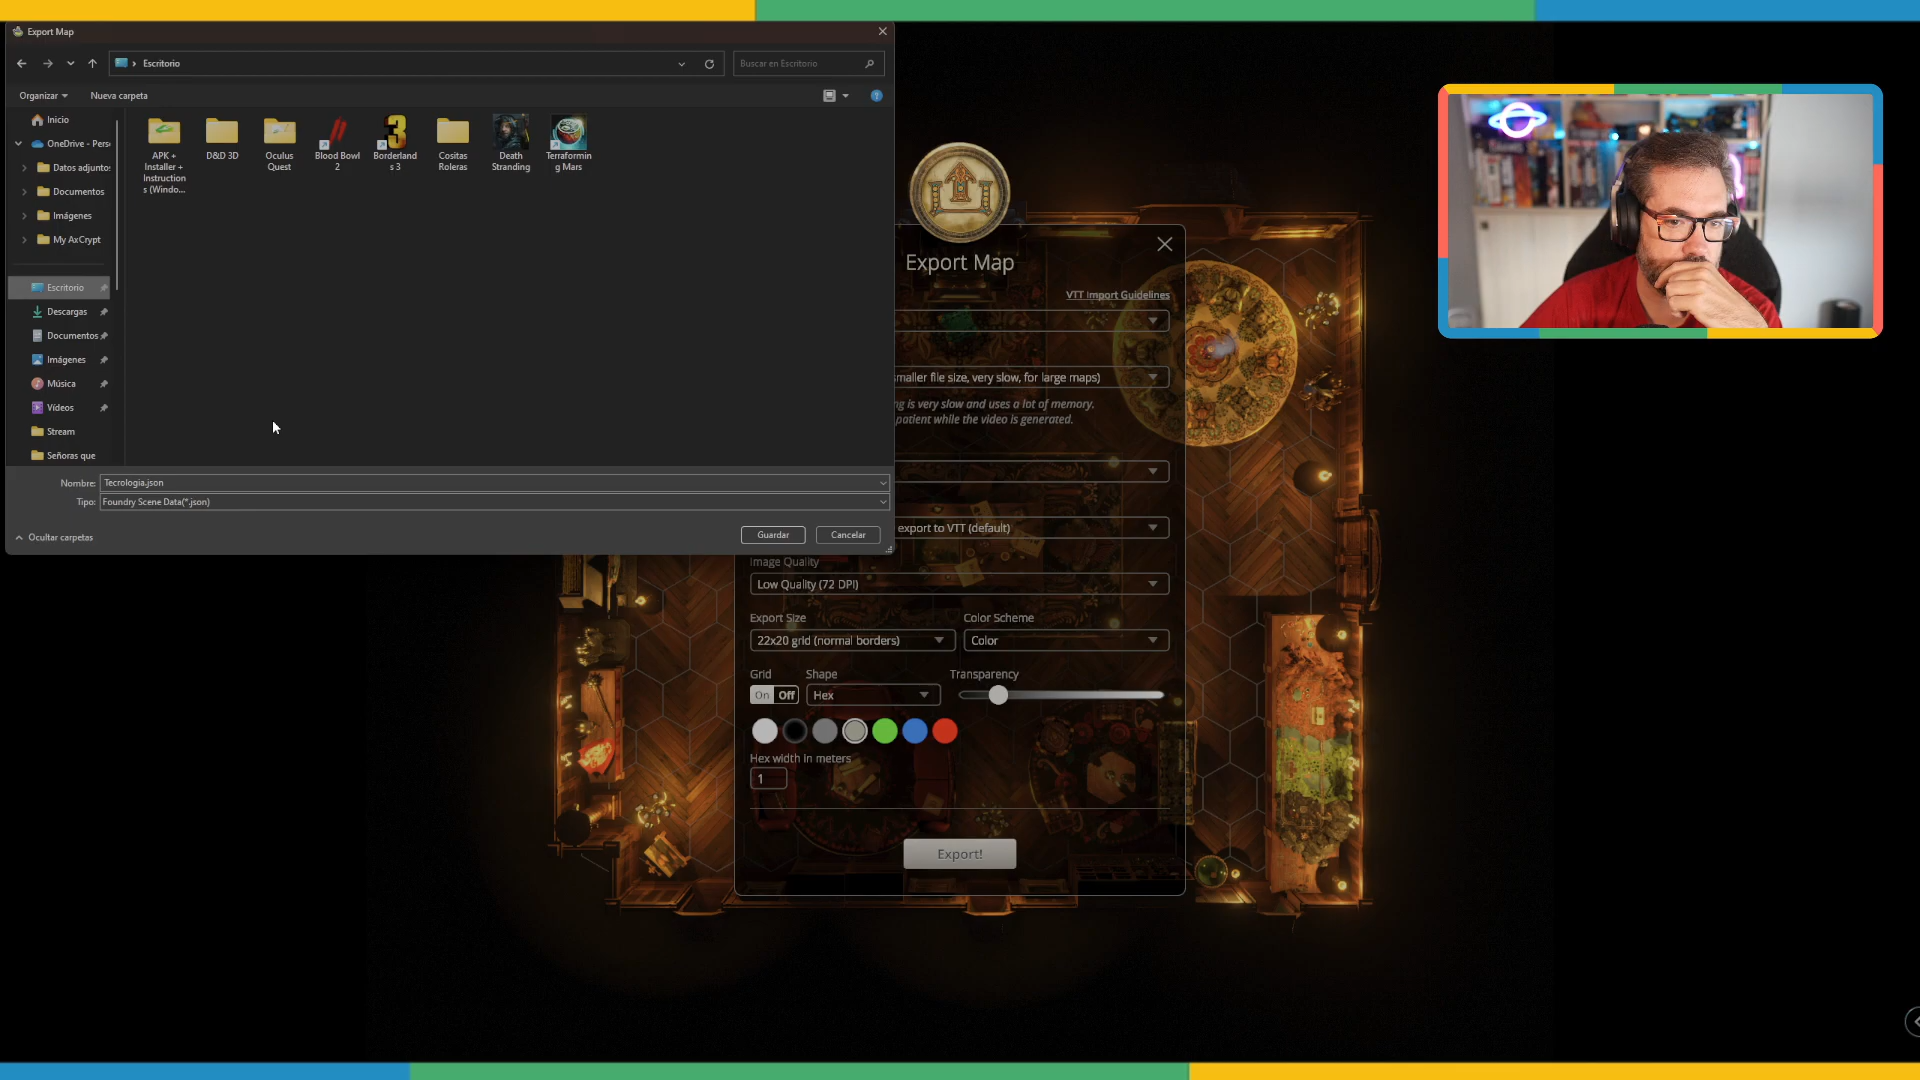 Export Map
Escritorio
Buscar en Escritorio
Organizar
Nueva carpeta
Inicio
OneDrive - Pers
Datos adjuntos
Documentos
Imágenes
My AxCrypt
Escritorio
Descargas
Documentos
Imágenes
Música
Vídeos
Stream
Señoras que
APK +
Installer +
Instruction
s (Windo...
D&D 3D
Oculus
Quest
Blood Bowl
2
Borderland
s 3
Cositas
Roleras
Death
Stranding
Terraformin
g Mars
Nombre:
Tecrologia.json
Tipo:
Foundry Scene Data(*.json)
Ocultar carpetas
Guardar
Cancelar
Export Map
VTT Import Guidelines
maller file size, very slow, for large maps)
ng is very slow and uses a lot of memory.
patient while the video is generated.
export to VTT (default)
Image Quality
Low Quality (72 DPI)
Export Size
Color Scheme
22x20 grid (normal borders)
Color
Grid
Shape
Transparency
On Off
Hex
Hex width in meters
1
Export!